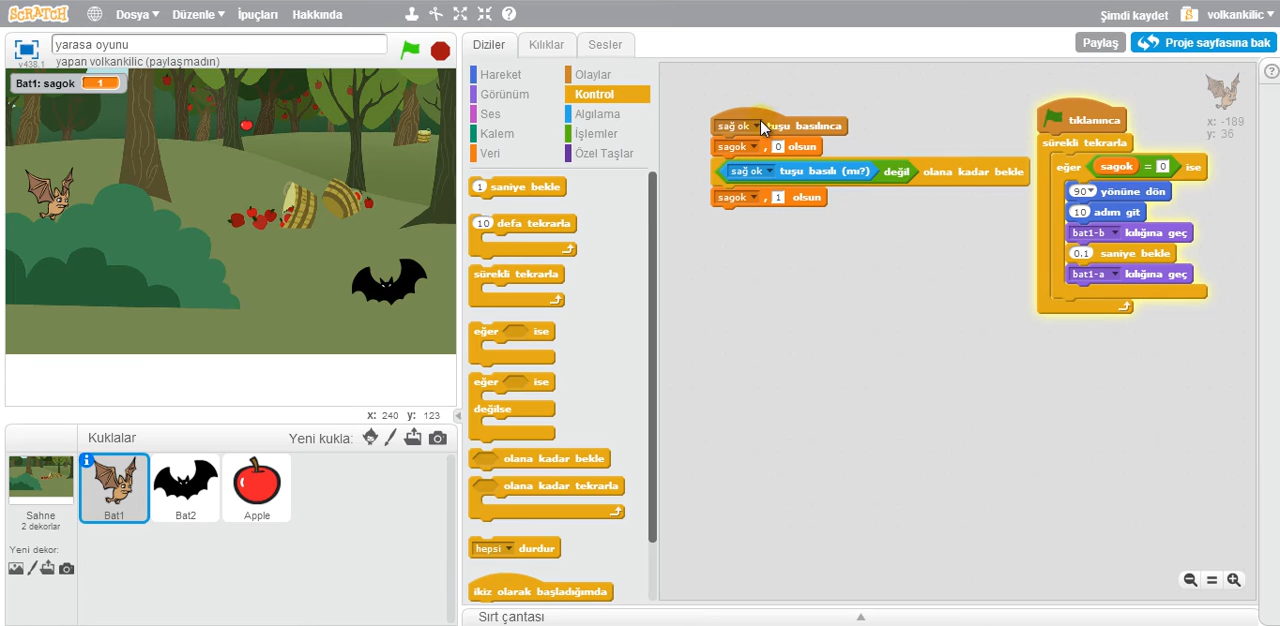 SCRATCH Dosya Düzenle İpuçları Hakkında Şimdi kaydet volkankilic
v438.1 yarasa oyunu
yapan volkankilic (paylaşmadın)
Diziler Kılıklar Sesler Paylaş Proje sayfasına bak
Bat1: sagok 1
Hareket Olaylar
Görünüm Kontrol
Ses Algılama
Kalem İşlemler
Veri Özel Taşlar
1 saniye bekle
10 defa tekrarla
sürekli tekrarla
eğer ise
eğer ise
değilse
olana kadar bekle
olana kadar tekrarla
hepsi durdur
ikiz olarak başladığımda
sağ ok tuşu basılınca
sagok , 0 olsun
sağ ok tuşu basılı (mı?) değil olana kadar bekle
sagok , 1 olsun
tıklanınca
sürekli tekrarla
eğer sagok = 0 ise
90 yönüne dön
10 adım git
bat1-b kılığına geç
0.1 saniye bekle
bat1-a kılığına geç
x: -189
y: 36
x: 240 y: 123
Kuklalar Yeni kukla:
Sahne
2 dekorlar
Yeni dekor:
Bat1 Bat2 Apple
Sırt çantası